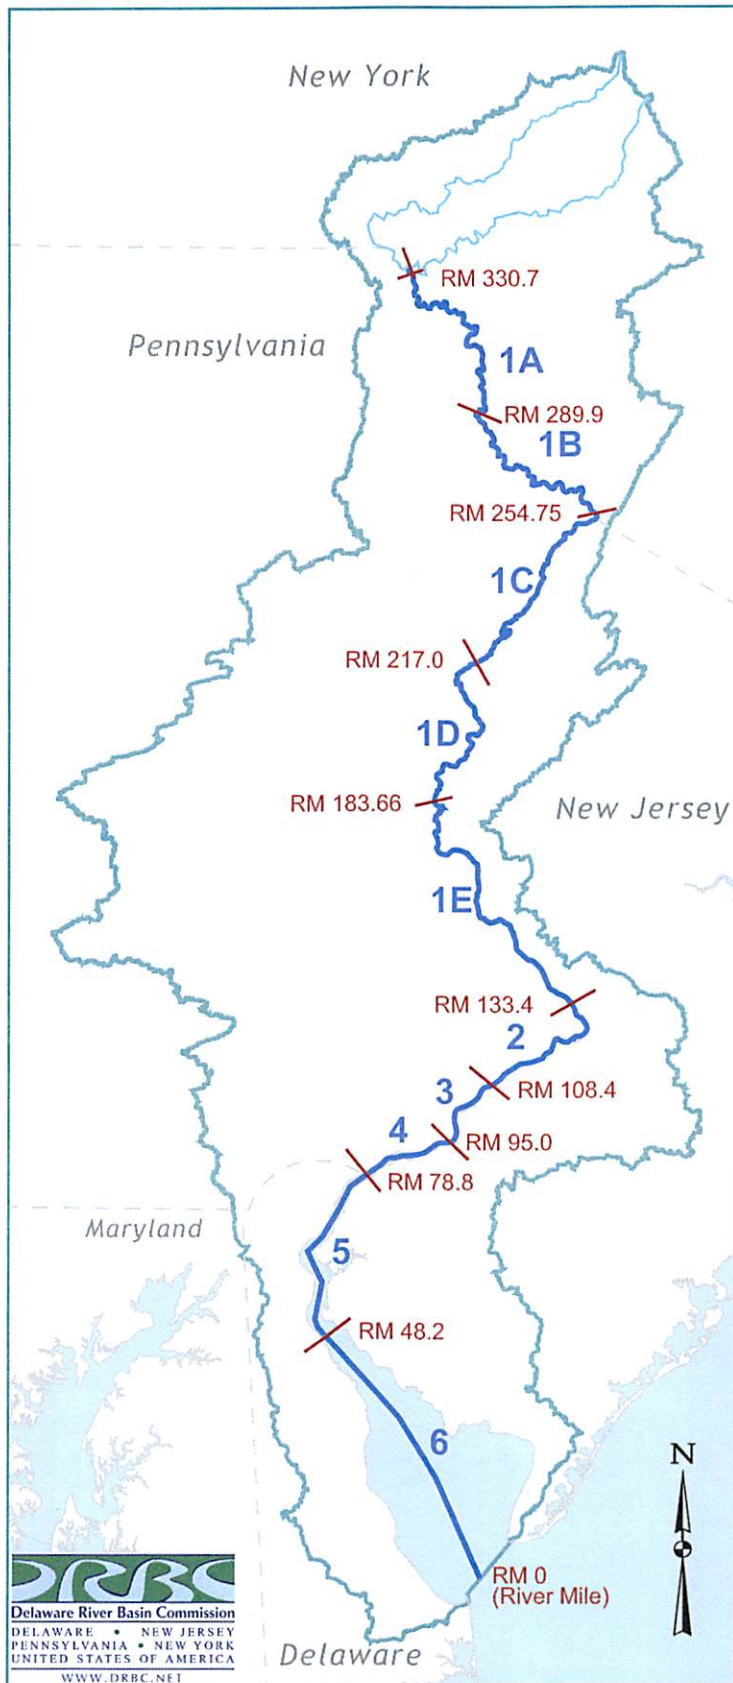 New York
RM 330.7
Pennsylvania
1A
RM 289.9
1B
RM 254.75
1C
RM 217.0
1D
RM 183.66
New Jersey
1E
RM 133.4
2
3
RM 108.4
4
RM 95.0
RM 78.8
Maryland
5
RM 48.2
6
N
RM 0
(River Mile)
DRBC
Delaware River Basin Commission
DELAWARE • NEW JERSEY
PENNSYLVANIA • NEW YORK
UNITED STATES OF AMERICA
WWW.DRBC.NET
Delaware